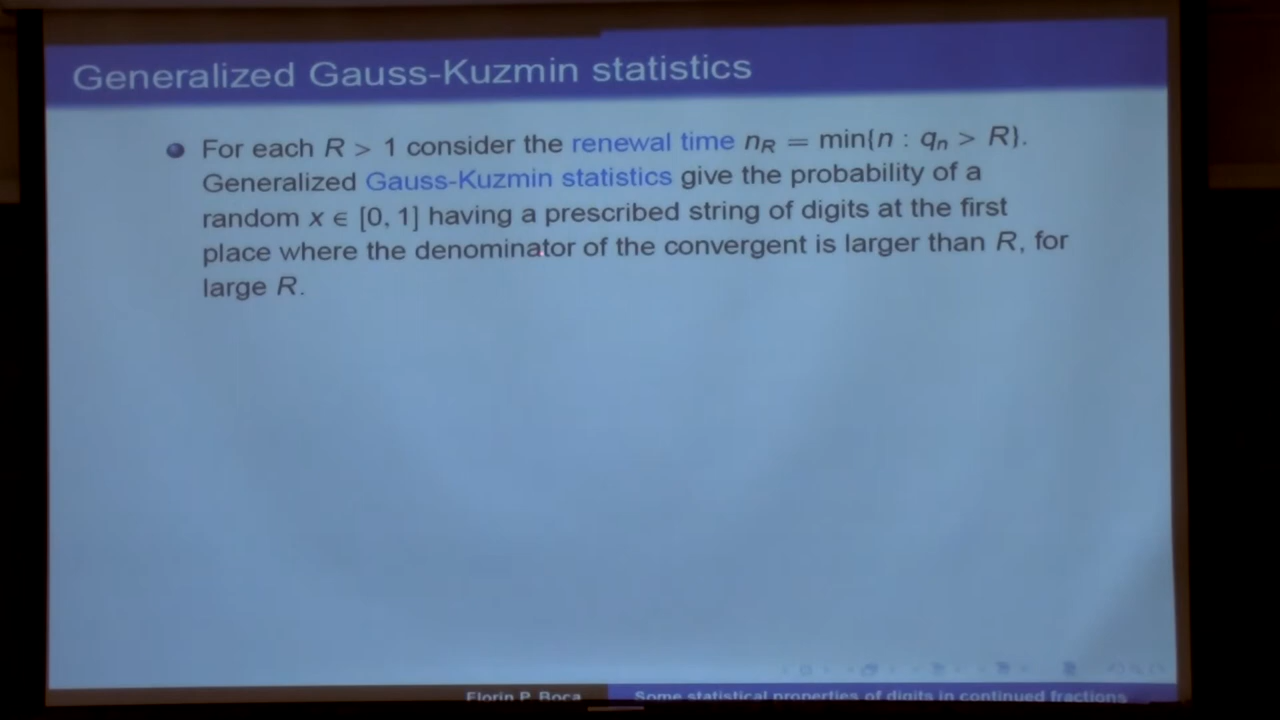 Generalized Gauss-Kuzmin statistics
For each R > 1 consider the renewal time n_R = min{n : q_n > R}.
Generalized Gauss-Kuzmin statistics give the probability of a
random x ∈ [0, 1] having a prescribed string of digits at the first
place where the denominator of the convergent is larger than R, for
large R.
Florin P. Boca Some statistical properties of digits in continued fractions